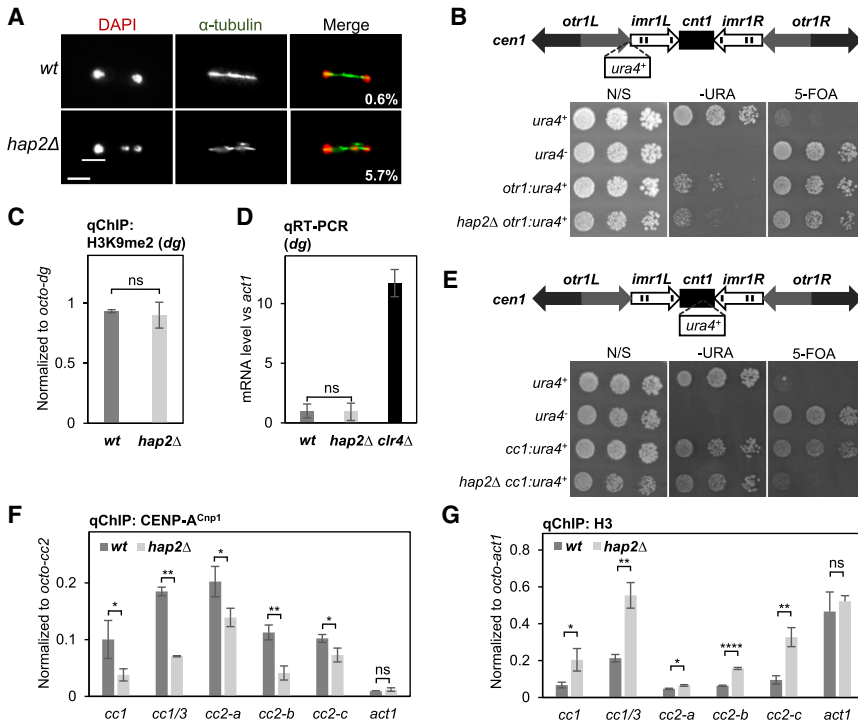 A
DAPI
α-tubulin
Merge
wt
0.6%
hap2Δ
5.7%
B
otr1L
imr1L
cnt1
imr1R
otr1R
cen1
ura4+
N/S
-URA
5-FOA
ura4+
ura4-
otr1:ura4+
hap2Δ otr1:ura4+
C
qChIP:
H3K9me2 (dg)
Normalized to octo-dg
1
0.5
0
ns
wt
hap2Δ
D
qRT-PCR
(dg)
mRNA level vs act1
10
5
0
ns
wt
hap2Δ
clr4Δ
E
otr1L
imr1L
cnt1
imr1R
otr1R
cen1
ura4+
N/S
-URA
5-FOA
ura4+
ura4-
cc1:ura4+
hap2Δ cc1:ura4+
F
qChIP: CENP-ACnp1
wt
hap2Δ
Normalized to octo-cc2
0.2
0.1
0
*
**
*
**
*
ns
cc1
cc1/3
cc2-a
cc2-b
cc2-c
act1
G
qChIP: H3
wt
hap2Δ
Normalized to octo-act1
0.8
0.6
0.4
0.2
0
*
**
*
****
**
ns
cc1
cc1/3
cc2-a
cc2-b
cc2-c
act1